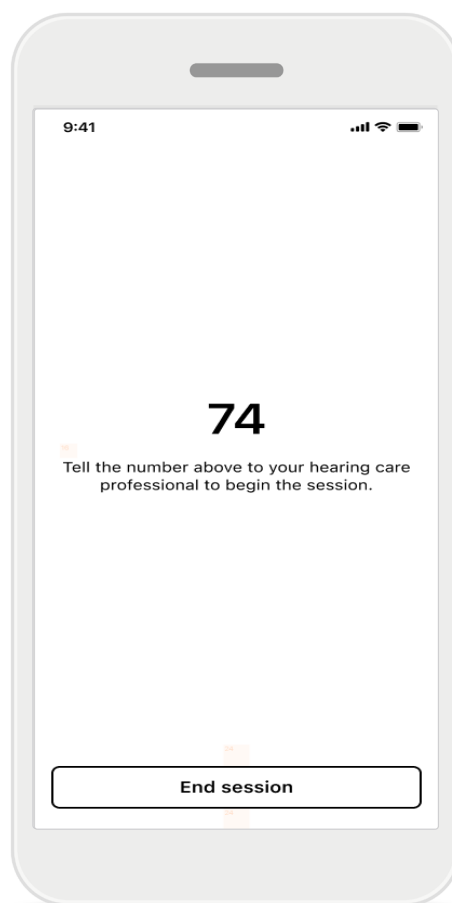 9:41
74
Tell the number above to your hearing care
professional to begin the session.
End session